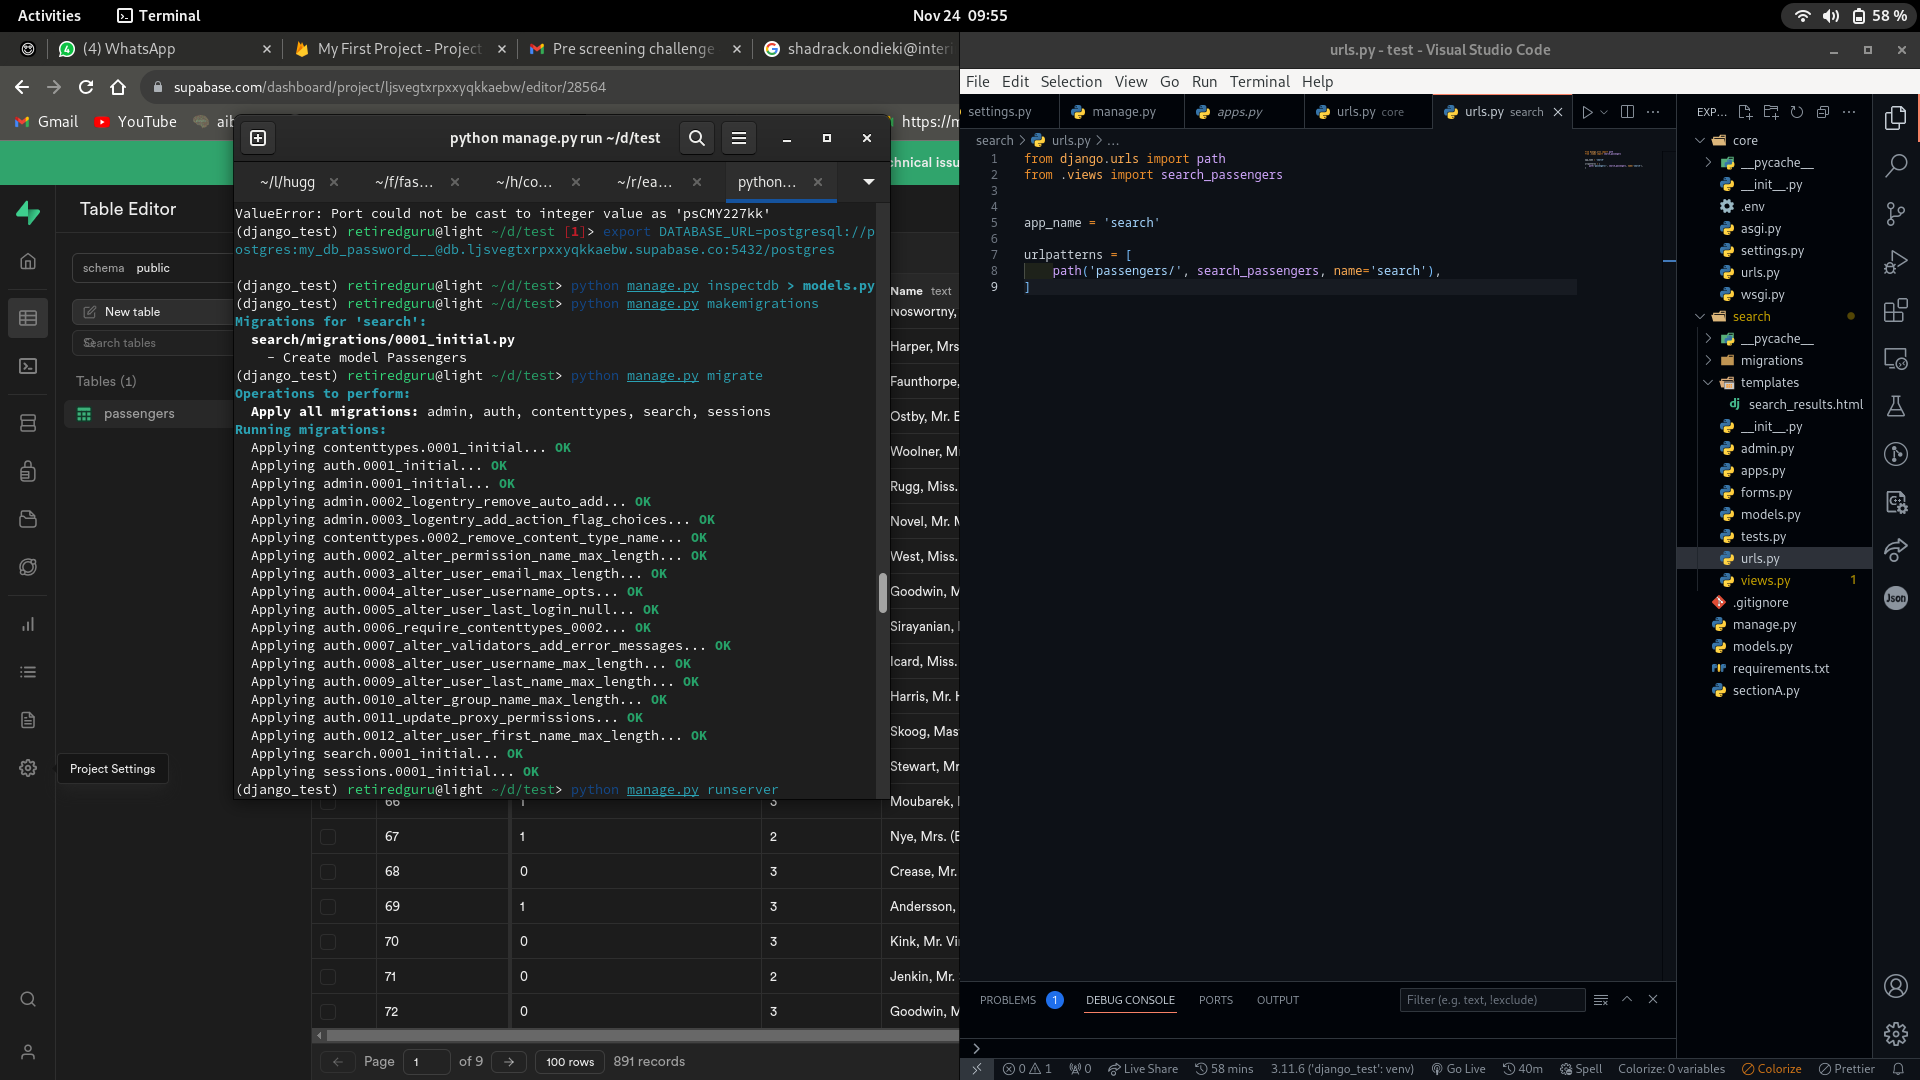 Activities
Terminal
Nov 24 09:55
58 %
(4) WhatsApp
My First Project - Project
Pre screening challenge
shadrack.ondieki@inter
supabase.com/dashboard/project/ljsvegtxrpxxyqkkaebw/editor/28564
Gmail
YouTube
https://m
chnical issu
Table Editor
schema public
New table
Search tables
Tables (1)
passengers
Project Settings
python manage.py run ~/d/test
~/l/hugg
~/f/fas...
~/h/co...
~/r/ea...
python...
ValueError: Port could not be cast to integer value as 'psCMY227kk'
(django_test) retiredguru@light ~/d/test [1]> export DATABASE_URL=postgresql://p
ostgres:my_db_password___@db.ljsvegtxrpxxyqkkaebw.supabase.co:5432/postgres
(django_test) retiredguru@light ~/d/test> python manage.py inspectdb > models.py
(django_test) retiredguru@light ~/d/test> python manage.py makemigrations
Migrations for 'search':
search/migrations/0001_initial.py
- Create model Passengers
(django_test) retiredguru@light ~/d/test> python manage.py migrate
Operations to perform:
Apply all migrations: admin, auth, contenttypes, search, sessions
Running migrations:
Applying contenttypes.0001_initial... OK
Applying auth.0001_initial... OK
Applying admin.0001_initial... OK
Applying admin.0002_logentry_remove_auto_add... OK
Applying admin.0003_logentry_add_action_flag_choices... OK
Applying contenttypes.0002_remove_content_type_name... OK
Applying auth.0002_alter_permission_name_max_length... OK
Applying auth.0003_alter_user_email_max_length... OK
Applying auth.0004_alter_user_username_opts... OK
Applying auth.0005_alter_user_last_login_null... OK
Applying auth.0006_require_contenttypes_0002... OK
Applying auth.0007_alter_validators_add_error_messages... OK
Applying auth.0008_alter_user_username_max_length... OK
Applying auth.0009_alter_user_last_name_max_length... OK
Applying auth.0010_alter_group_name_max_length... OK
Applying auth.0011_update_proxy_permissions... OK
Applying auth.0012_alter_user_first_name_max_length... OK
Applying search.0001_initial... OK
Applying sessions.0001_initial... OK
(django_test) retiredguru@light ~/d/test> python manage.py runserver
Name text
Nosworthy,
Harper, Mrs
Faunthorpe,
Ostby, Mr. E
Woolner, M
Rugg, Miss.
Novel, Mr. M
West, Miss.
Goodwin, M
Sirayanian,
Icard, Miss.
Harris, Mr. H
Skoog, Mas
Stewart, Mr
66 1 3 Moubarek,
67 1 2 Nye, Mrs. (E
68 0 3 Crease, Mr.
69 1 3 Andersson,
70 0 3 Kink, Mr. Vi
71 0 2 Jenkin, Mr.
72 0 3 Goodwin, M
Page 1 of 9
100 rows
891 records
urls.py - test - Visual Studio Code
File Edit Selection View Go Run Terminal Help
settings.py
manage.py
apps.py
urls.py core
urls.py search
search > urls.py > ...
1 from django.urls import path
2 from .views import search_passengers
3
4
5 app_name = 'search'
6
7 urlpatterns = [
8 path('passengers/', search_passengers, name='search'),
9 ]
EXP...
core
__pycache__
__init__.py
.env
asgi.py
settings.py
urls.py
wsgi.py
search
__pycache__
migrations
templates
dj search_results.html
__init__.py
admin.py
apps.py
forms.py
models.py
tests.py
urls.py
views.py 1
.gitignore
manage.py
models.py
requirements.txt
sectionA.py
Json
PROBLEMS 1
DEBUG CONSOLE
PORTS
OUTPUT
Filter (e.g. text, !exclude)
0 1
0
Live Share
58 mins
3.11.6 ('django_test': venv)
Go Live
40m
Spell
Colorize: 0 variables
Colorize
Prettier